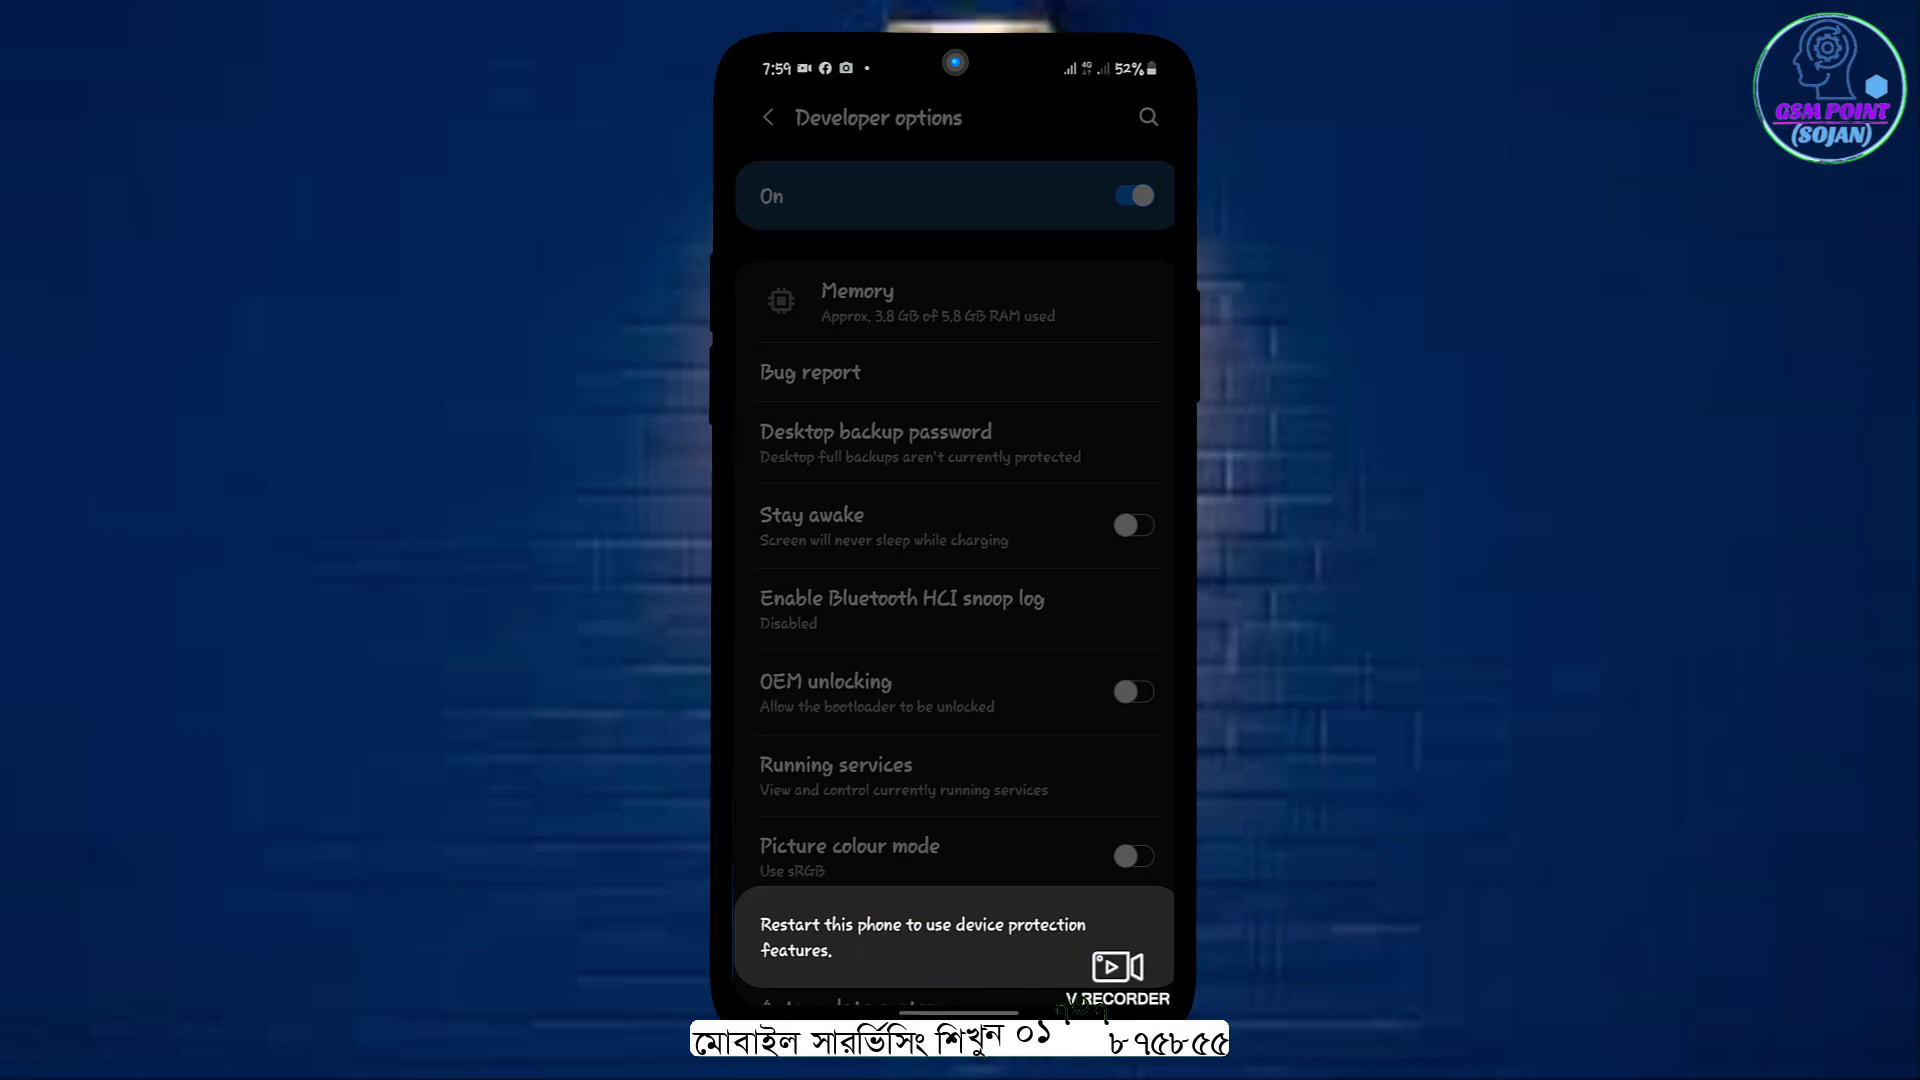 7:59
4G
52%
GSM POINT
(SOJAN)
Developer options
On
Memory
Approx. 3.8 GB of 5.8 GB RAM used
Bug report
Desktop backup password
Desktop full backups aren't currently protected
Stay awake
Screen will never sleep while charging
Enable Bluetooth HCI snoop log
Disabled
OEM unlocking
Allow the bootloader to be unlocked
Running services
View and control currently running services
Picture colour mode
Use sRGB
Restart this phone to use device protection
features.
V RECORDER
মোবাইল সারর্ভিসিং শিখুন ০১ ৮৭৫৮৫৫